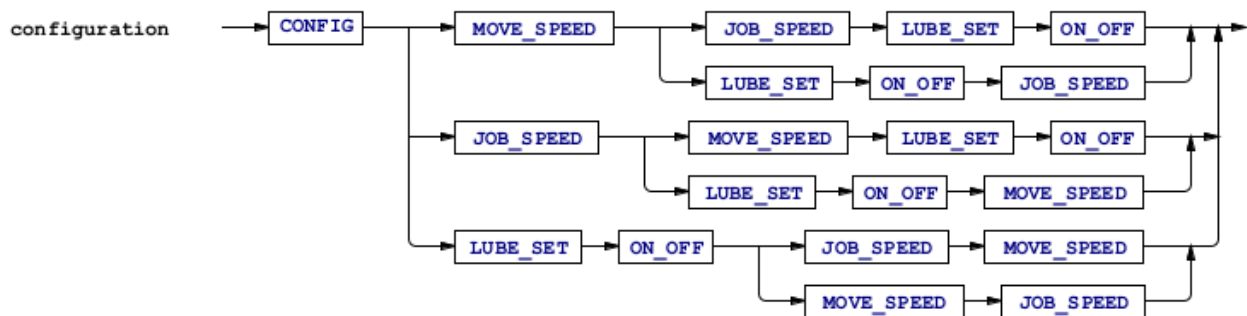 configuration CONFIG MOVE_SPEED JOB_SPEED LUBE_SET ON_OFF
LUBE_SET ON_OFF JOB_SPEED
JOB_SPEED MOVE_SPEED LUBE_SET ON_OFF
LUBE_SET ON_OFF MOVE_SPEED
LUBE_SET ON_OFF JOB_SPEED MOVE_SPEED
MOVE_SPEED JOB_SPEED